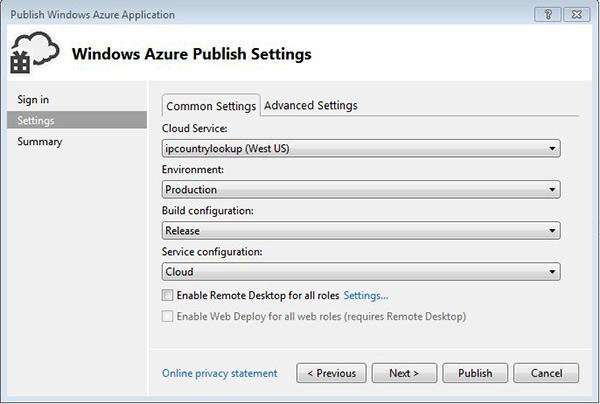 Publish Windows Azure Application
Windows Azure Publish Settings
Sign in
Settings
Summary
Common Settings
Advanced Settings
Cloud Service:
ipcountrylookup (West US)
Environment:
Production
Build configuration:
Release
Service configuration:
Cloud
Enable Remote Desktop for all roles Settings...
Enable Web Deploy for all web roles (requires Remote Desktop)
Online privacy statement
< Previous
Next >
Publish
Cancel